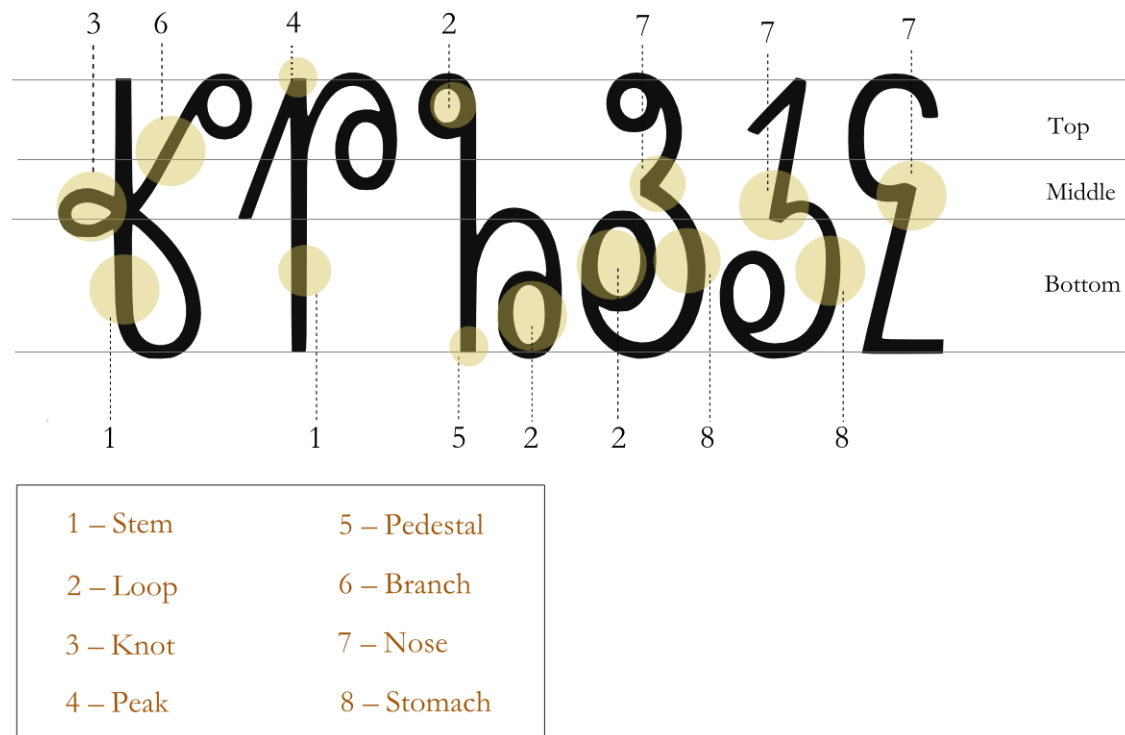 3 6 4 2 7 7 7
Top
Middle
Bottom
1 1 5 2 2 8 8
1 – Stem 5 – Pedestal
2 – Loop 6 – Branch
3 – Knot 7 – Nose
4 – Peak 8 – Stomach